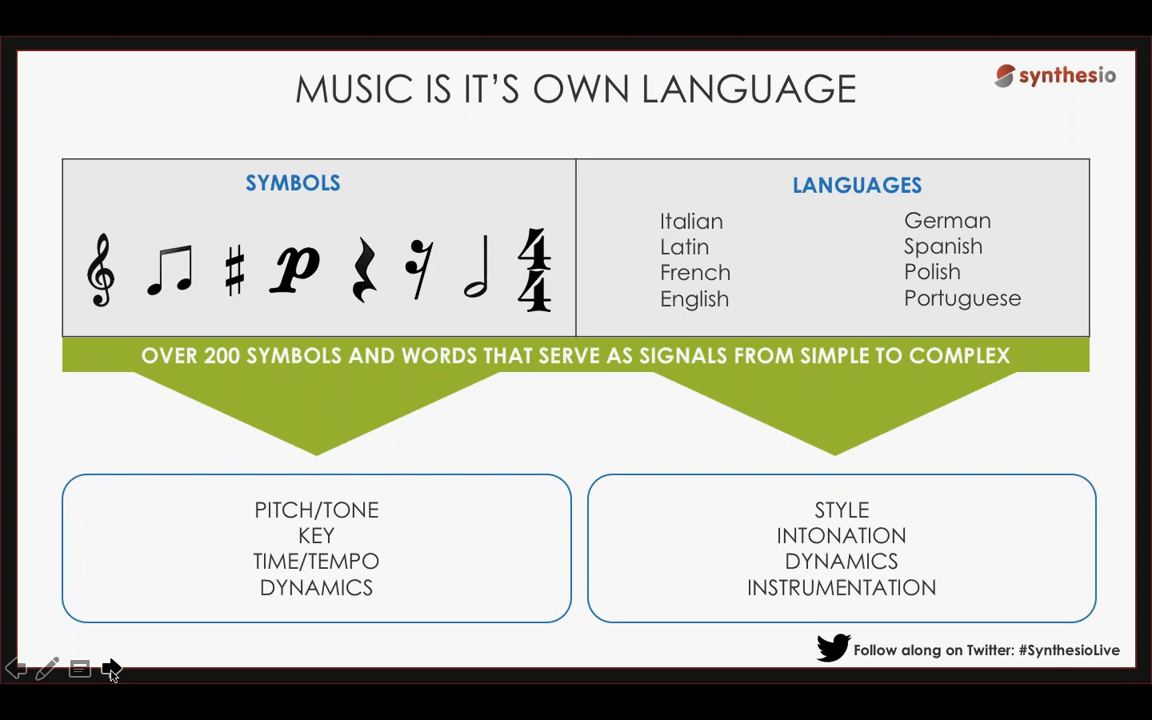 MUSIC IS IT’S OWN LANGUAGE
synthesio
SYMBOLS
p
4
4
LANGUAGES
Italian
Latin
French
English
German
Spanish
Polish
Portuguese
OVER 200 SYMBOLS AND WORDS THAT SERVE AS SIGNALS FROM SIMPLE TO COMPLEX
PITCH/TONE
KEY
TIME/TEMPO
DYNAMICS
STYLE
INTONATION
DYNAMICS
INSTRUMENTATION
Follow along on Twitter: #SynthesioLive